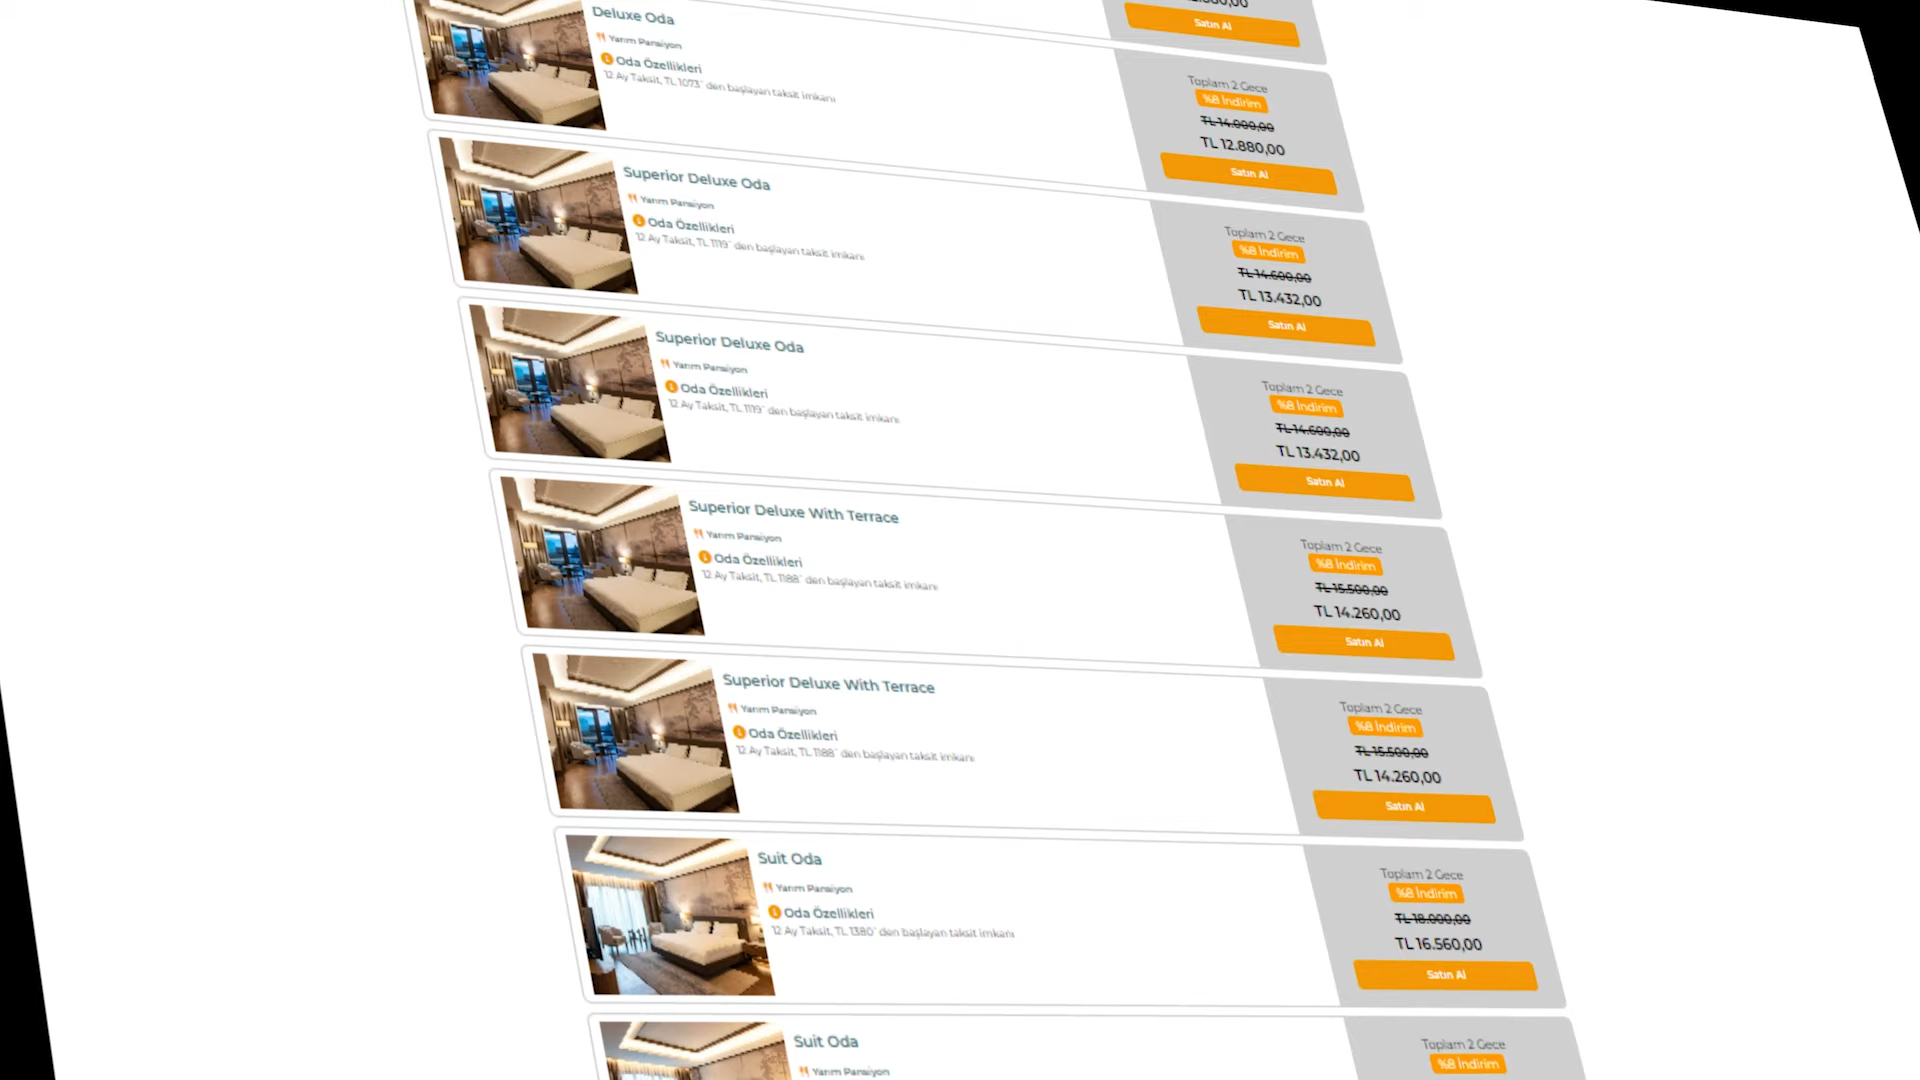 Satın Al
Deluxe Oda
Yarım Pansiyon
Oda Özellikleri
12 Ay Taksit, TL 1073` den başlayan taksit imkanı
Toplam 2 Gece
%8 İndirim
TL 14.000,00
TL 12.880,00
Satın Al
Superior Deluxe Oda
Yarım Pansiyon
Oda Özellikleri
12 Ay Taksit, TL 1119` den başlayan taksit imkanı
Toplam 2 Gece
%8 İndirim
TL 14.600,00
TL 13.432,00
Satın Al
Superior Deluxe Oda
Yarım Pansiyon
Oda Özellikleri
12 Ay Taksit, TL 1119` den başlayan taksit imkanı
Toplam 2 Gece
%8 İndirim
TL 14.600,00
TL 13.432,00
Satın Al
Superior Deluxe With Terrace
Yarım Pansiyon
Oda Özellikleri
12 Ay Taksit, TL 1188` den başlayan taksit imkanı
Toplam 2 Gece
%8 İndirim
TL 15.500,00
TL 14.260,00
Satın Al
Superior Deluxe With Terrace
Yarım Pansiyon
Oda Özellikleri
12 Ay Taksit, TL 1188` den başlayan taksit imkanı
Toplam 2 Gece
%8 İndirim
TL 15.500,00
TL 14.260,00
Satın Al
Suit Oda
Yarım Pansiyon
Oda Özellikleri
12 Ay Taksit, TL 1380` den başlayan taksit imkanı
Toplam 2 Gece
%8 İndirim
TL 18.000,00
TL 16.560,00
Satın Al
Suit Oda
Yarım Pansiyon
Toplam 2 Gece
%8 İndirim